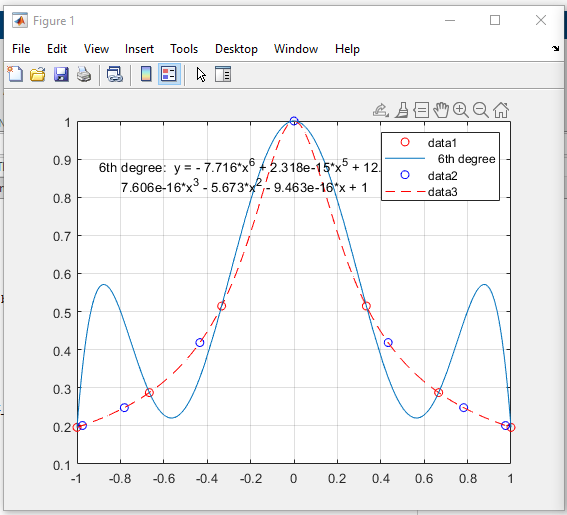 Figure 1
File Edit View Insert Tools Desktop Window Help
1
0.9
0.8
0.7
0.6
0.5
0.4
0.3
0.2
0.1
6th degree: y = - 7.716*x^6 + 2.318e-15*x^5 + 12.
7.606e-16*x^3 - 5.673*x^2 - 9.463e-16*x + 1
data1
6th degree
data2
data3
-1 -0.8 -0.6 -0.4 -0.2 0 0.2 0.4 0.6 0.8 1